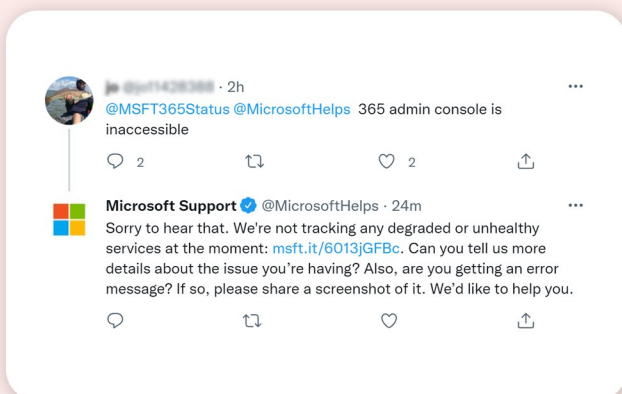 · 2h
@MSFT365Status @MicrosoftHelps 365 admin console is
inaccessible
2 2
Microsoft Support @MicrosoftHelps · 24m
Sorry to hear that. We're not tracking any degraded or unhealthy
services at the moment: msft.it/6013jGFBc. Can you tell us more
details about the issue you’re having? Also, are you getting an error
message? If so, please share a screenshot of it. We’d like to help you.